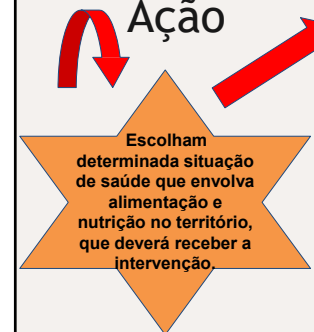 Ação
Escolham
determinada situação
de saúde que envolva
alimentação e
nutrição no território,
que deverá receber a
intervenção.